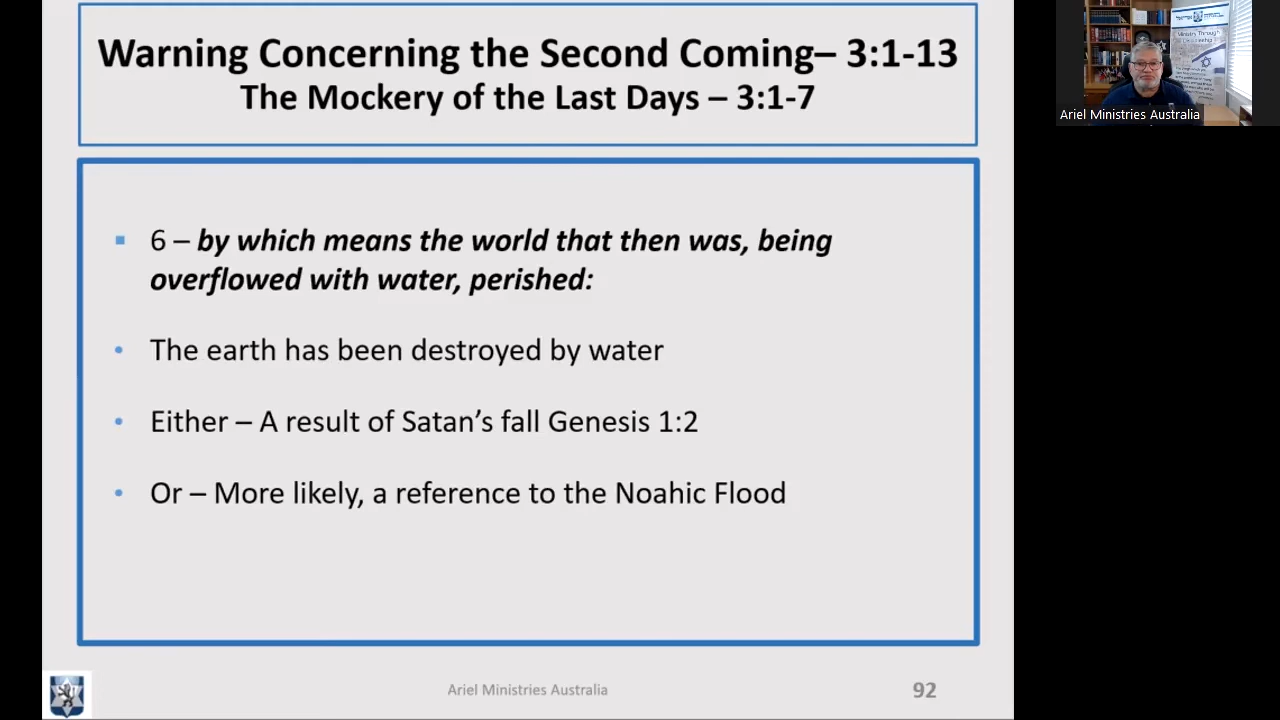 Warning Concerning the Second Coming– 3:1-13
The Mockery of the Last Days – 3:1-7
6 – by which means the world that then was, being
overflowed with water, perished:
The earth has been destroyed by water
Either – A result of Satan’s fall Genesis 1:2
Or – More likely, a reference to the Noahic Flood
Ariel Ministries Australia
92
Ministry Through
Discipleship
Ariel Ministries Australia